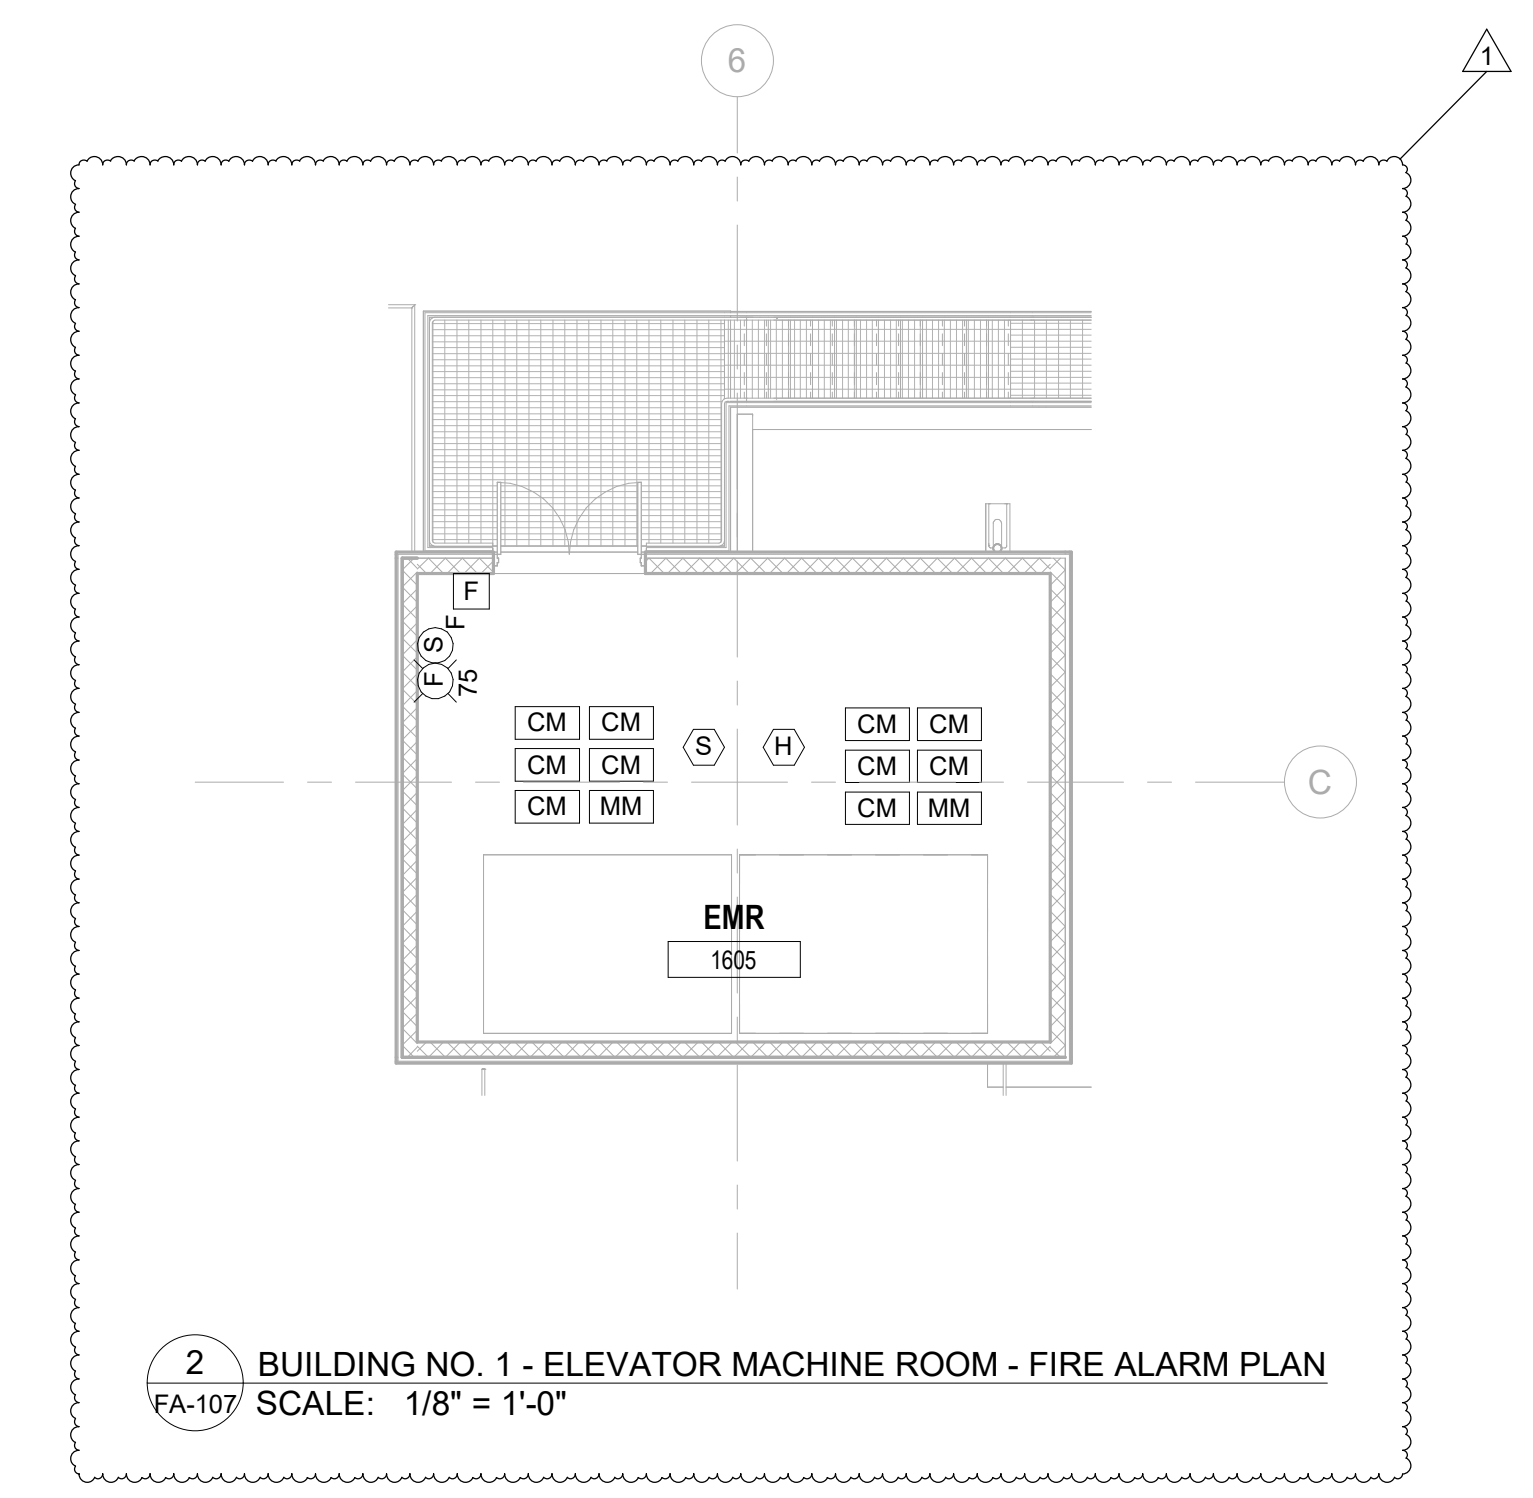 6
1
F
F
S
F
75
CM CM CM CM
S H
CM CM CM CM
CM MM CM MM
C
EMR
1605
2
BUILDING NO. 1 - ELEVATOR MACHINE ROOM - FIRE ALARM PLAN
FA-107
SCALE: 1/8" = 1'-0"